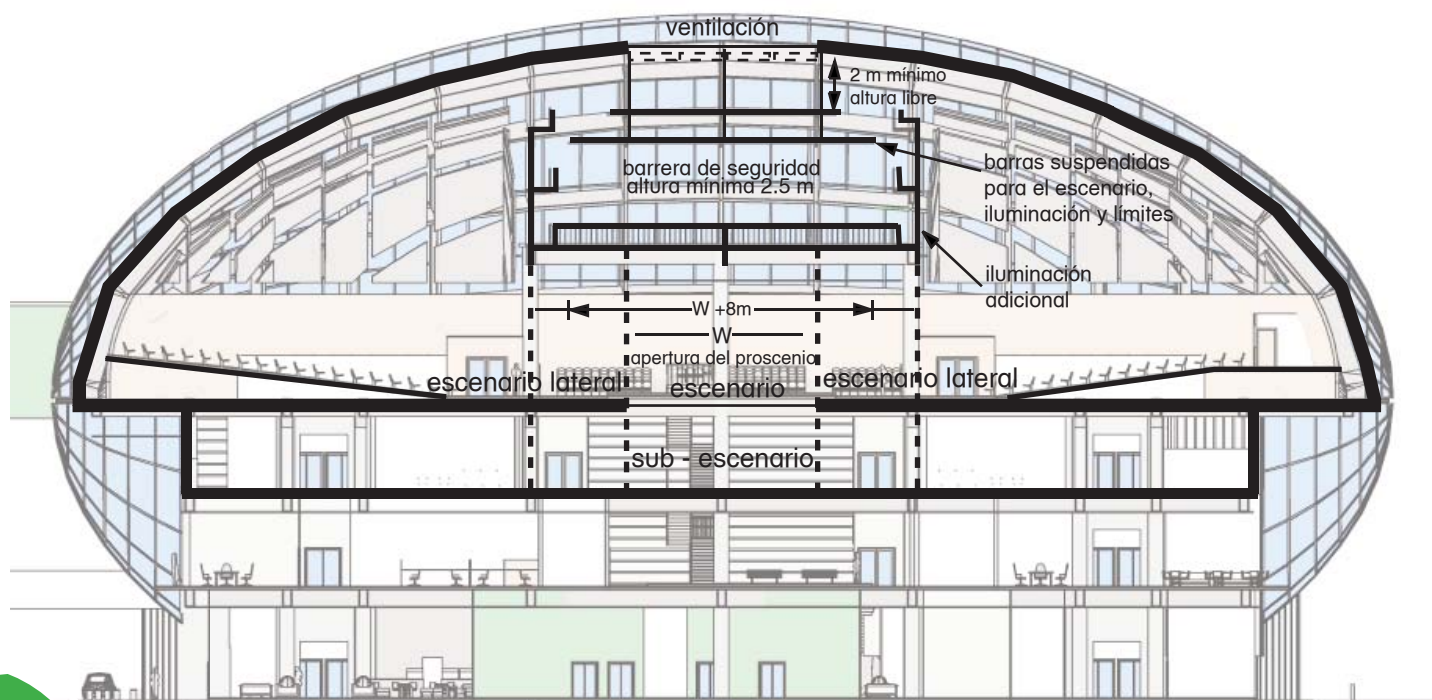 ventilación
2 m mínimo
altura libre
barrera de seguridad
altura mínima 2.5 m
barras suspendidas
para el escenario,
iluminación y límites
iluminación
adicional
W +8m
W
apertura del proscenio
escenario lateral
escenario
escenario lateral
sub - escenario